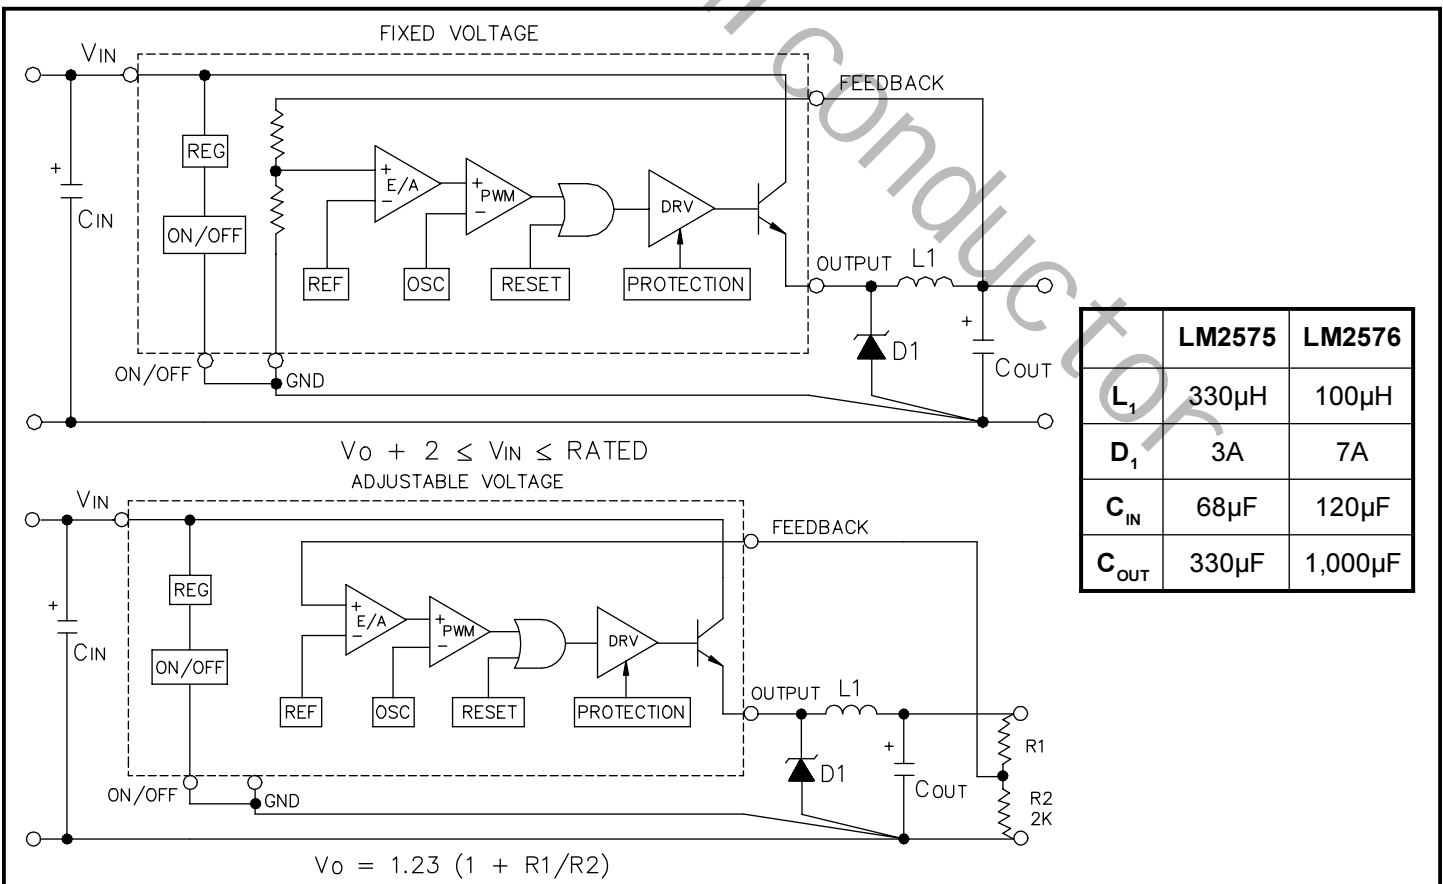 FIXED VOLTAGE
VIN
FEEDBACK
REG
+
E/A
−
+
PWM
−
DRV
+
CIN
ON/OFF
REF
OSC
RESET
PROTECTION
OUTPUT
L1
+
D1
COUT
ON/OFF
GND
VO + 2 ≤ VIN ≤ RATED
ADJUSTABLE VOLTAGE
VIN
FEEDBACK
REG
+
E/A
−
+
PWM
−
DRV
+
CIN
ON/OFF
REF
OSC
RESET
PROTECTION
OUTPUT
L1
+
D1
COUT
R1
R2
2K
ON/OFF
GND
VO = 1.23 (1 + R1/R2)
LM2575 LM2576
L1 330µH 100µH
D1 3A 7A
CIN 68µF 120µF
COUT 330µF 1,000µF
conductor